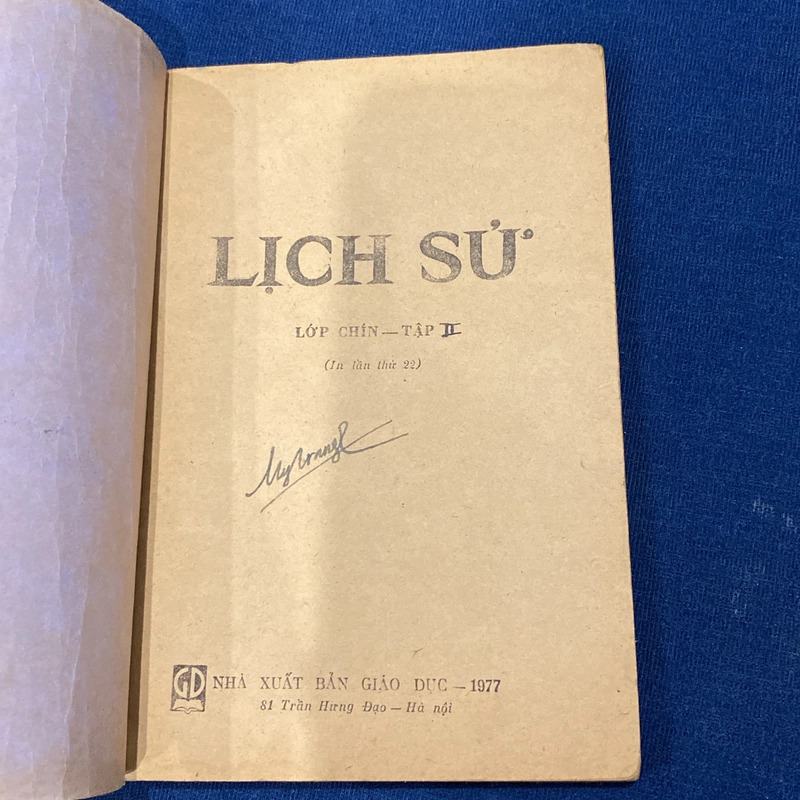 LỊCH SỬ
LỚP CHÍN — TẬP II
(In lần thứ 22)
GD NHÀ XUẤT BẢN GIÁO DỤC — 1977
81 Trần Hưng Đạo — Hà nội